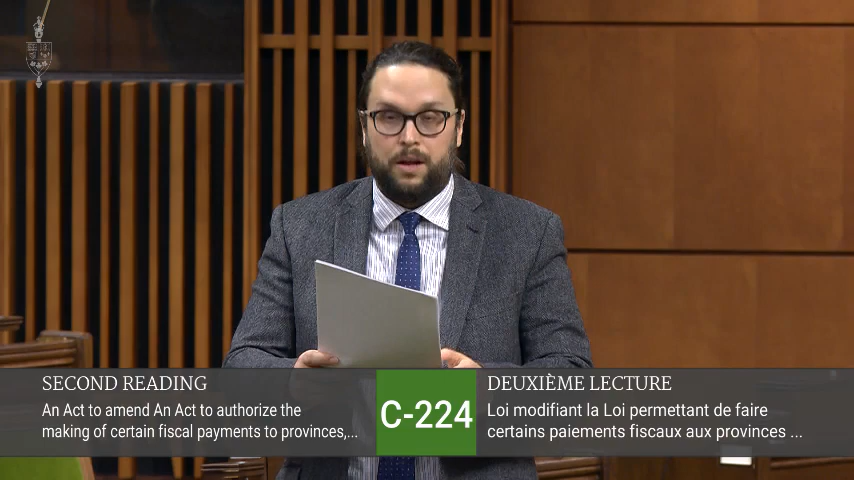 SECOND READING
An Act to amend An Act to authorize the
making of certain fiscal payments to provinces,...
C-224
DEUXIÈME LECTURE
Loi modifiant la Loi permettant de faire
certains paiements fiscaux aux provinces ...